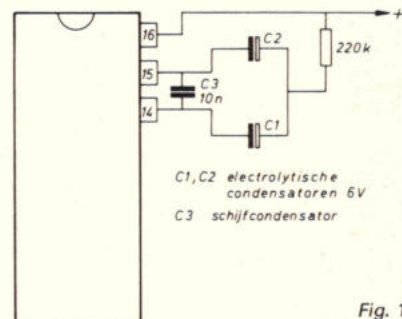 +
16
C2
220k
15
C3
10n
14
C1
C1,C2 electrolytische
condensatoren 6V
C3 schijfcondensator
Fig. 1